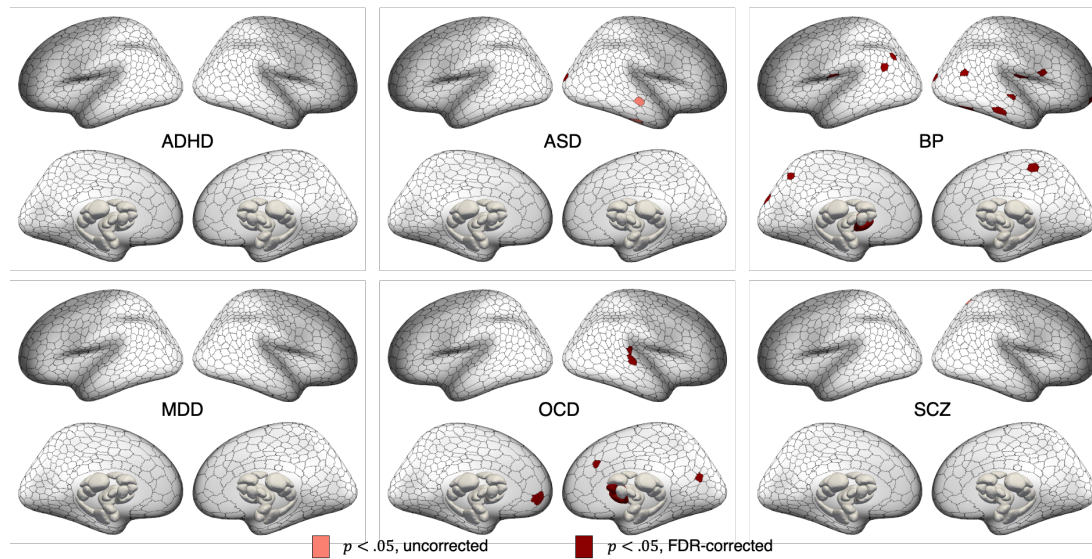 ADHD
ASD
BP
MDD
OCD
SCZ
p < .05, uncorrected
p < .05, FDR-corrected